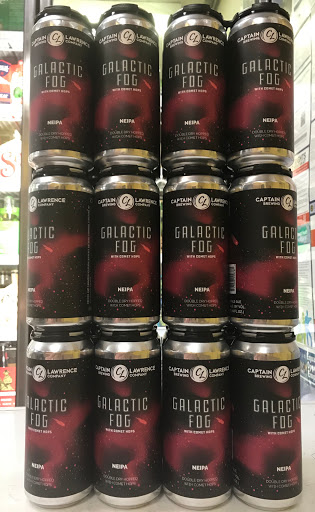 CAPTAIN LAWRENCE
BREWING CL COMPANY
GALACTIC
FOG
WITH COMET HOPS
NEIPA
DOUBLE DRY HOPPED
WITH COMET HOPS